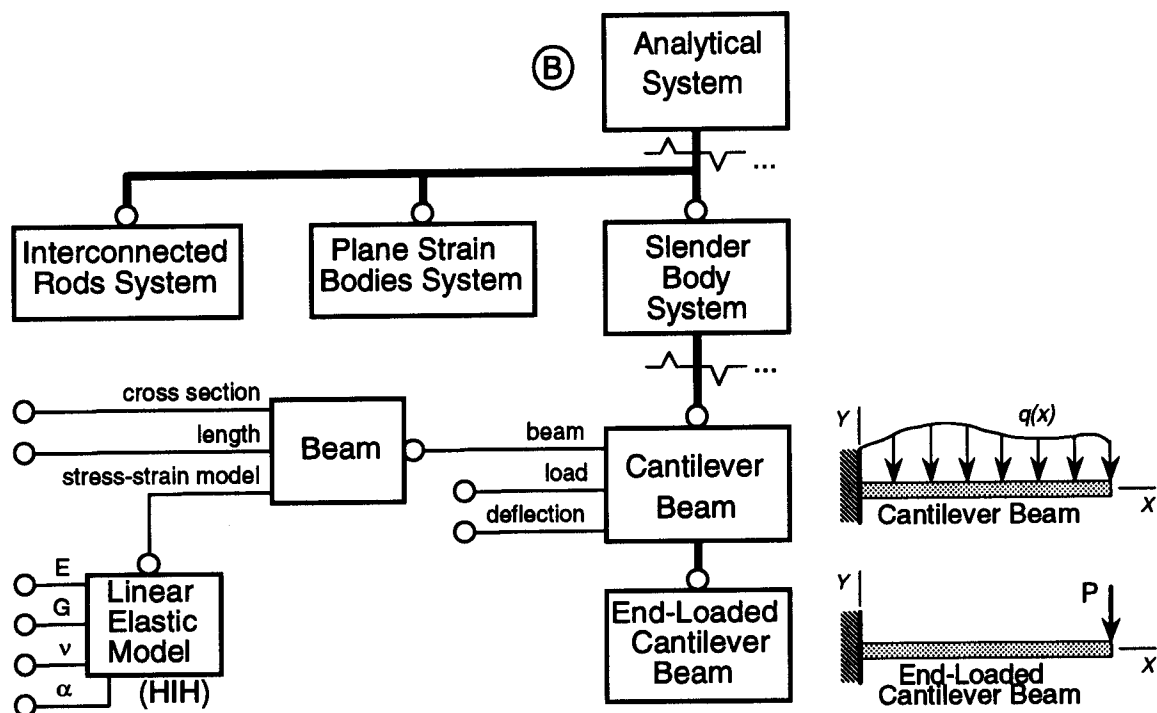 Analytical
System
B
...
Interconnected
Rods System
Plane Strain
Bodies System
Slender
Body
System
...
cross section
length
stress-strain model
Beam
beam
load
deflection
Cantilever
Beam
Y
q(x)
X
Cantilever Beam
E
G
ν
α
Linear
Elastic
Model
(HIH)
End-Loaded
Cantilever
Beam
Y
P
X
End-Loaded
Cantilever Beam